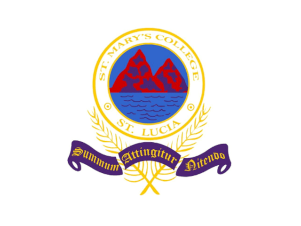 ST. MARY'S COLLEGE
ST. LUCIA
Summum Attingitur Nitendo